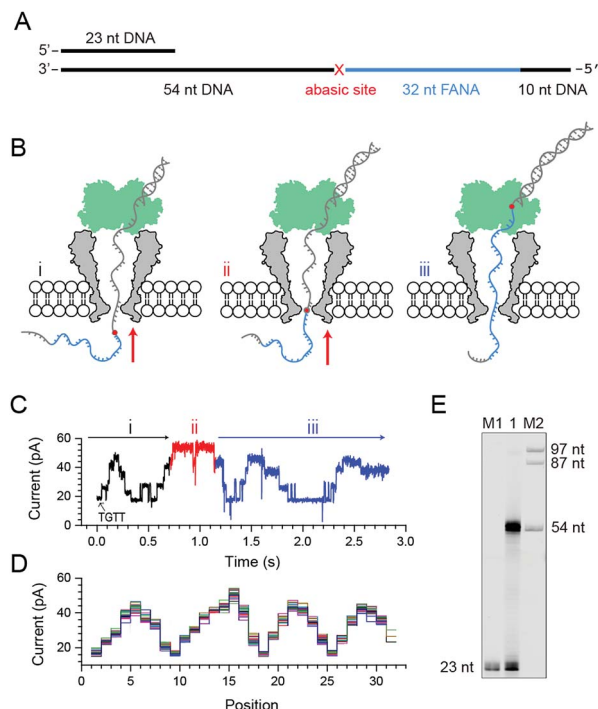 A
23 nt DNA
5'-
3'-
X
-5'
54 nt DNA
abasic site
32 nt FANA
10 nt DNA
B
i
ii
iii
C
i
ii
iii
60
40
20
0
Current (pA)
TGTT
0.0
0.5
1.0
1.5
2.0
2.5
3.0
Time (s)
D
60
40
20
Current (pA)
0
5
10
15
20
25
30
Position
E
M1 1 M2
97 nt
87 nt
54 nt
23 nt